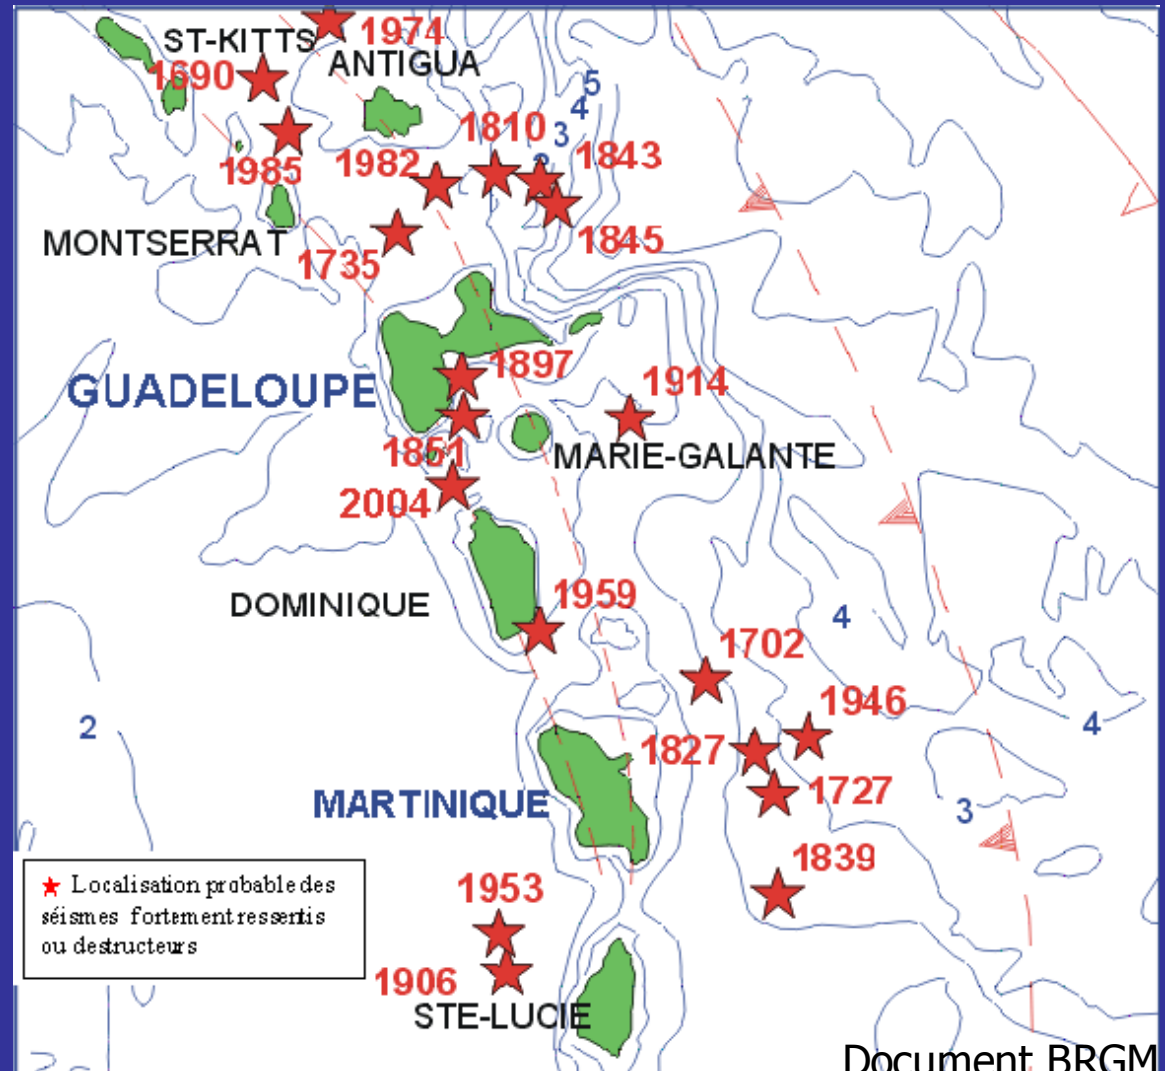 1974
ST-KITTS
ANTIGUA
1690
5
4
1810
3
1843
1982
1985
MONTSERRAT
1845
1735
1897
1914
GUADELOUPE
1851
MARIE-GALANTE
2004
1959
DOMINIQUE
4
1702
1946
2
4
1827
1727
MARTINIQUE
3
1839
★ Localisation probable des
séismes fortement ressentis
ou destructeurs
1953
1906
STE-LUCIE
Document BRGM